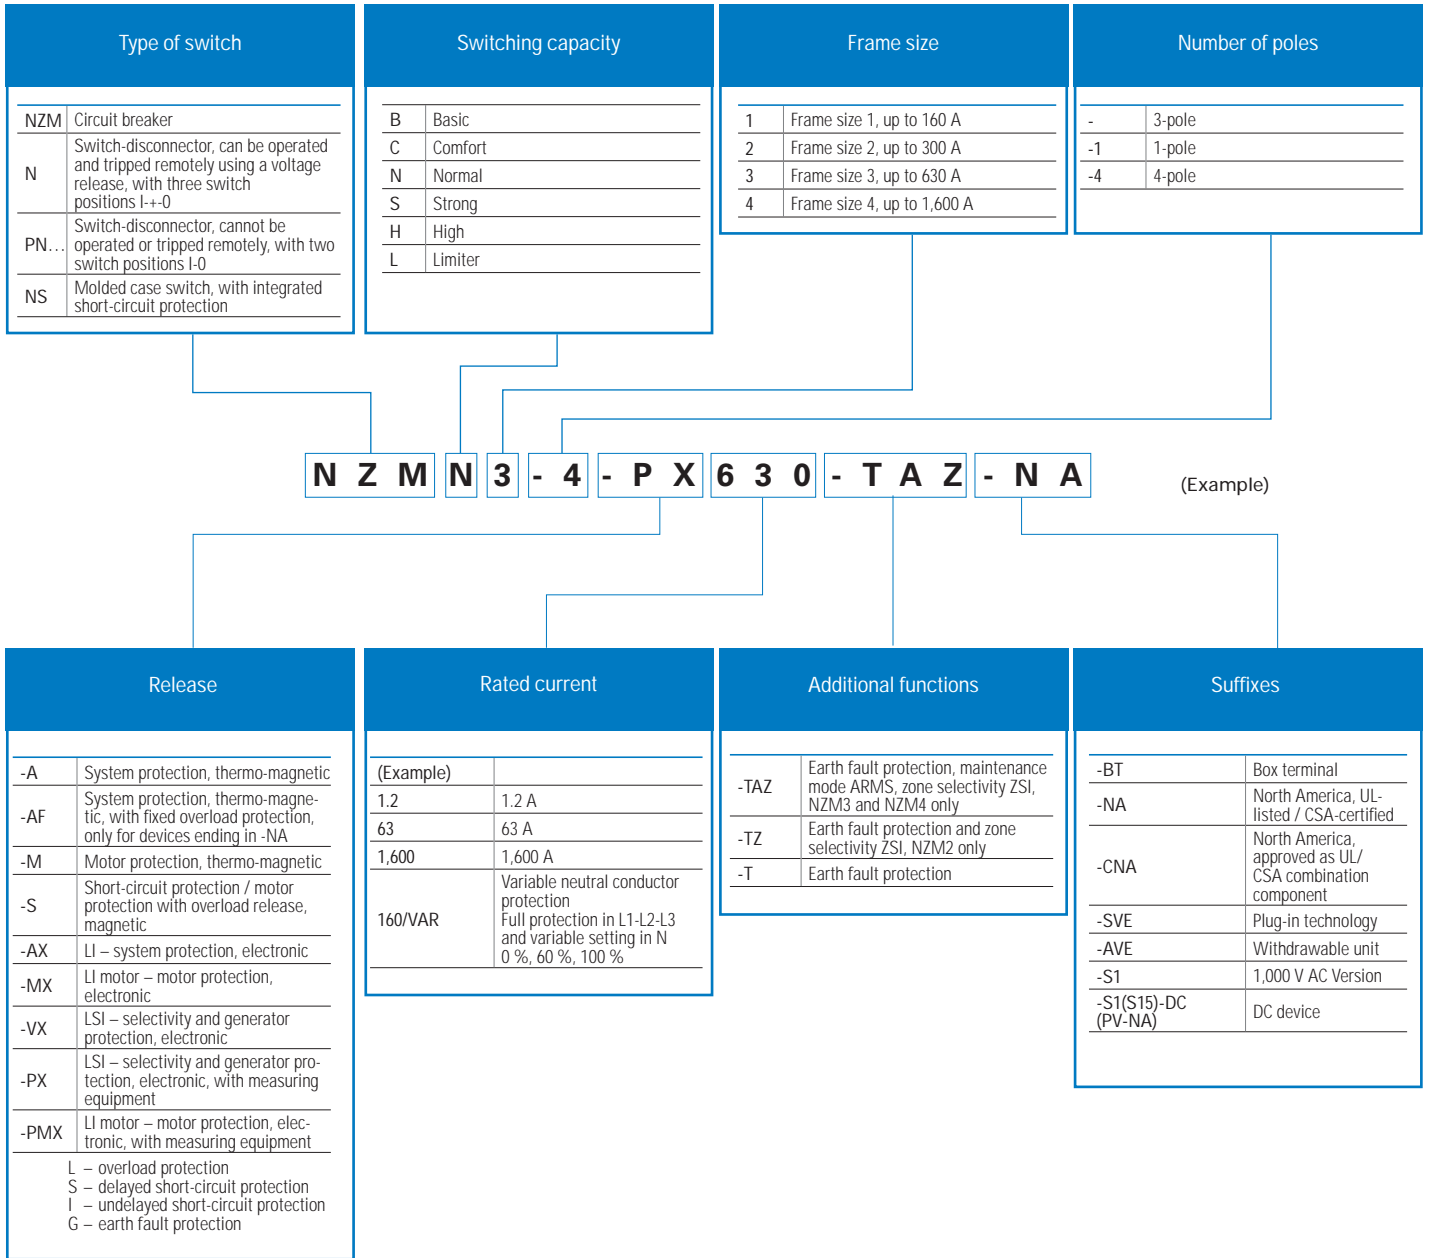 Type of switch
NZM Circuit breaker
N Switch-disconnector, can be operated
and tripped remotely using a voltage
release, with three switch
positions I-+-0
PN… Switch-disconnector, cannot be
operated or tripped remotely, with two
switch positions I-0
NS Molded case switch, with integrated
short-circuit protection
Switching capacity
B Basic
C Comfort
N Normal
S Strong
H High
L Limiter
Frame size
1 Frame size 1, up to 160 A
2 Frame size 2, up to 300 A
3 Frame size 3, up to 630 A
4 Frame size 4, up to 1,600 A
Number of poles
- 3-pole
-1 1-pole
-4 4-pole
N Z M N 3 - 4 - P X 6 3 0 - T A Z - N A (Example)
Release
-A System protection, thermo-magnetic
-AF System protection, thermo-magne-
tic, with fixed overload protection,
only for devices ending in -NA
-M Motor protection, thermo-magnetic
-S Short-circuit protection / motor
protection with overload release,
magnetic
-AX LI – system protection, electronic
-MX LI motor – motor protection,
electronic
-VX LSI – selectivity and generator
protection, electronic
-PX LSI – selectivity and generator pro-
tection, electronic, with measuring
equipment
-PMX LI motor – motor protection, elec-
tronic, with measuring equipment
L – overload protection
S – delayed short-circuit protection
I – undelayed short-circuit protection
G – earth fault protection
Rated current
(Example)
1.2 1.2 A
63 63 A
1,600 1,600 A
160/VAR Variable neutral conductor
protection
Full protection in L1-L2-L3
and variable setting in N
0 %, 60 %, 100 %
Additional functions
-TAZ Earth fault protection, maintenance
mode ARMS, zone selectivity ZSI,
NZM3 and NZM4 only
-TZ Earth fault protection and zone
selectivity ZSI, NZM2 only
-T Earth fault protection
Suffixes
-BT Box terminal
-NA North America, UL-
listed / CSA-certified
-CNA North America,
approved as UL/
CSA combination
component
-SVE Plug-in technology
-AVE Withdrawable unit
-S1 1,000 V AC Version
-S1(S15)-DC
(PV-NA) DC device